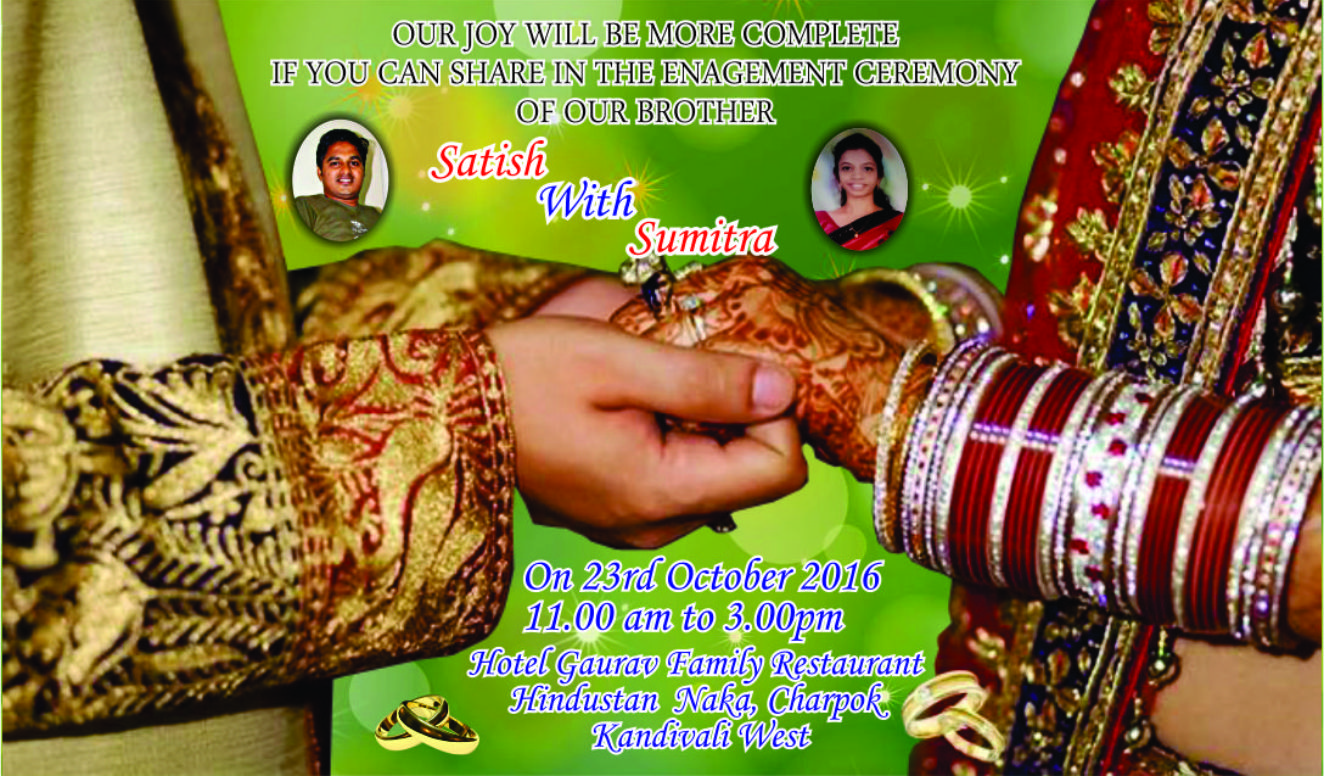 OUR JOY WILL BE MORE COMPLETE
IF YOU CAN SHARE IN THE ENAGEMENT CEREMONY
OF OUR BROTHER
Satish
With
Sumitra
On 23rd October 2016
11.00 am to 3.00pm
Hotel Gaurav Family Restaurant
Hindustan Naka, Charpok
Kandivali West